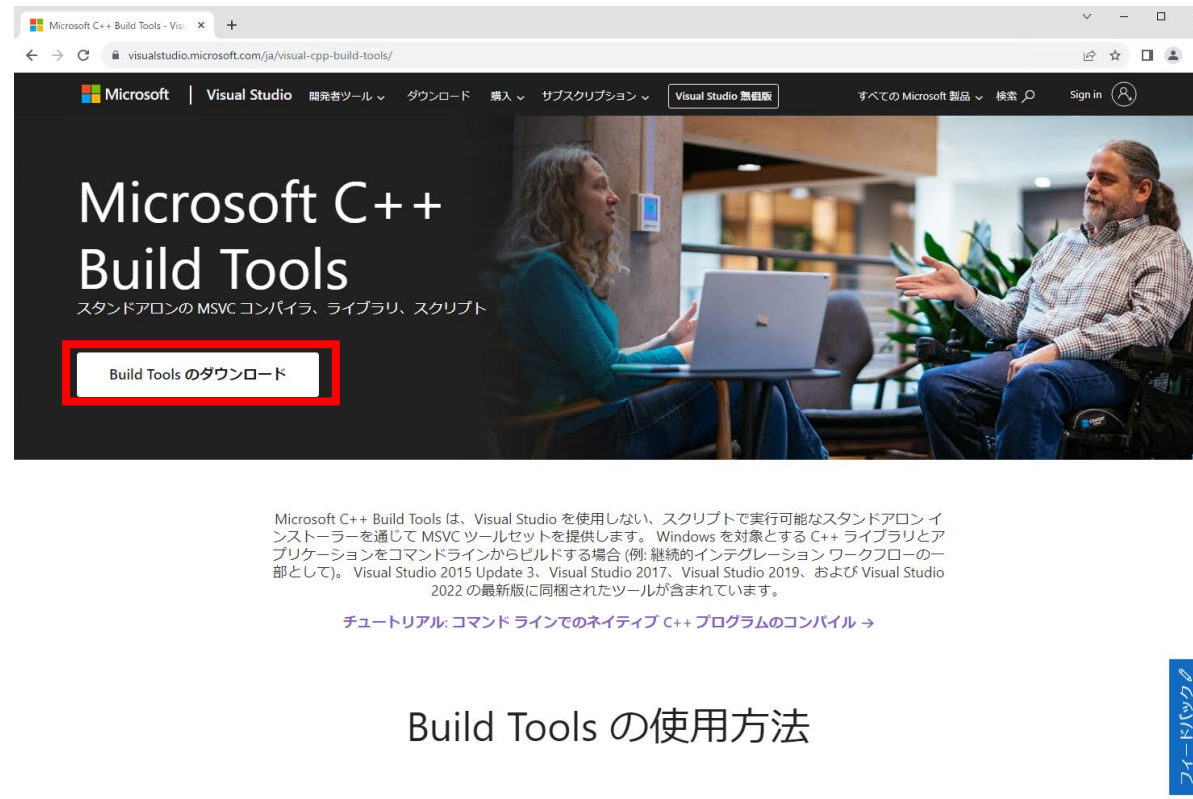 Microsoft C++ Build Tools - Visu
visualstudio.microsoft.com/ja/visual-cpp-build-tools/
Microsoft | Visual Studio 開発者ツール ダウンロード 購入 サブスクリプション Visual Studio 無償版 すべての Microsoft 製品 検索 Sign in
Microsoft C++
Build Tools
スタンドアロンの MSVC コンパイラ、ライブラリ、スクリプト
Build Tools のダウンロード
Microsoft C++ Build Tools は、Visual Studio を使用しない、スクリプトで実行可能なスタンドアロン イ
ンストーラーを通じて MSVC ツールセットを提供します。 Windows を対象とする C++ ライブラリとア
プリケーションをコマンドラインからビルドする場合 (例: 継続的インテグレーション ワークフローの一
部として)。 Visual Studio 2015 Update 3、Visual Studio 2017、Visual Studio 2019、および Visual Studio
2022 の最新版に同梱されたツールが含まれています。
チュートリアル: コマンド ラインでのネイティブ C++ プログラムのコンパイル →
フィードバック
Build Tools の使用方法